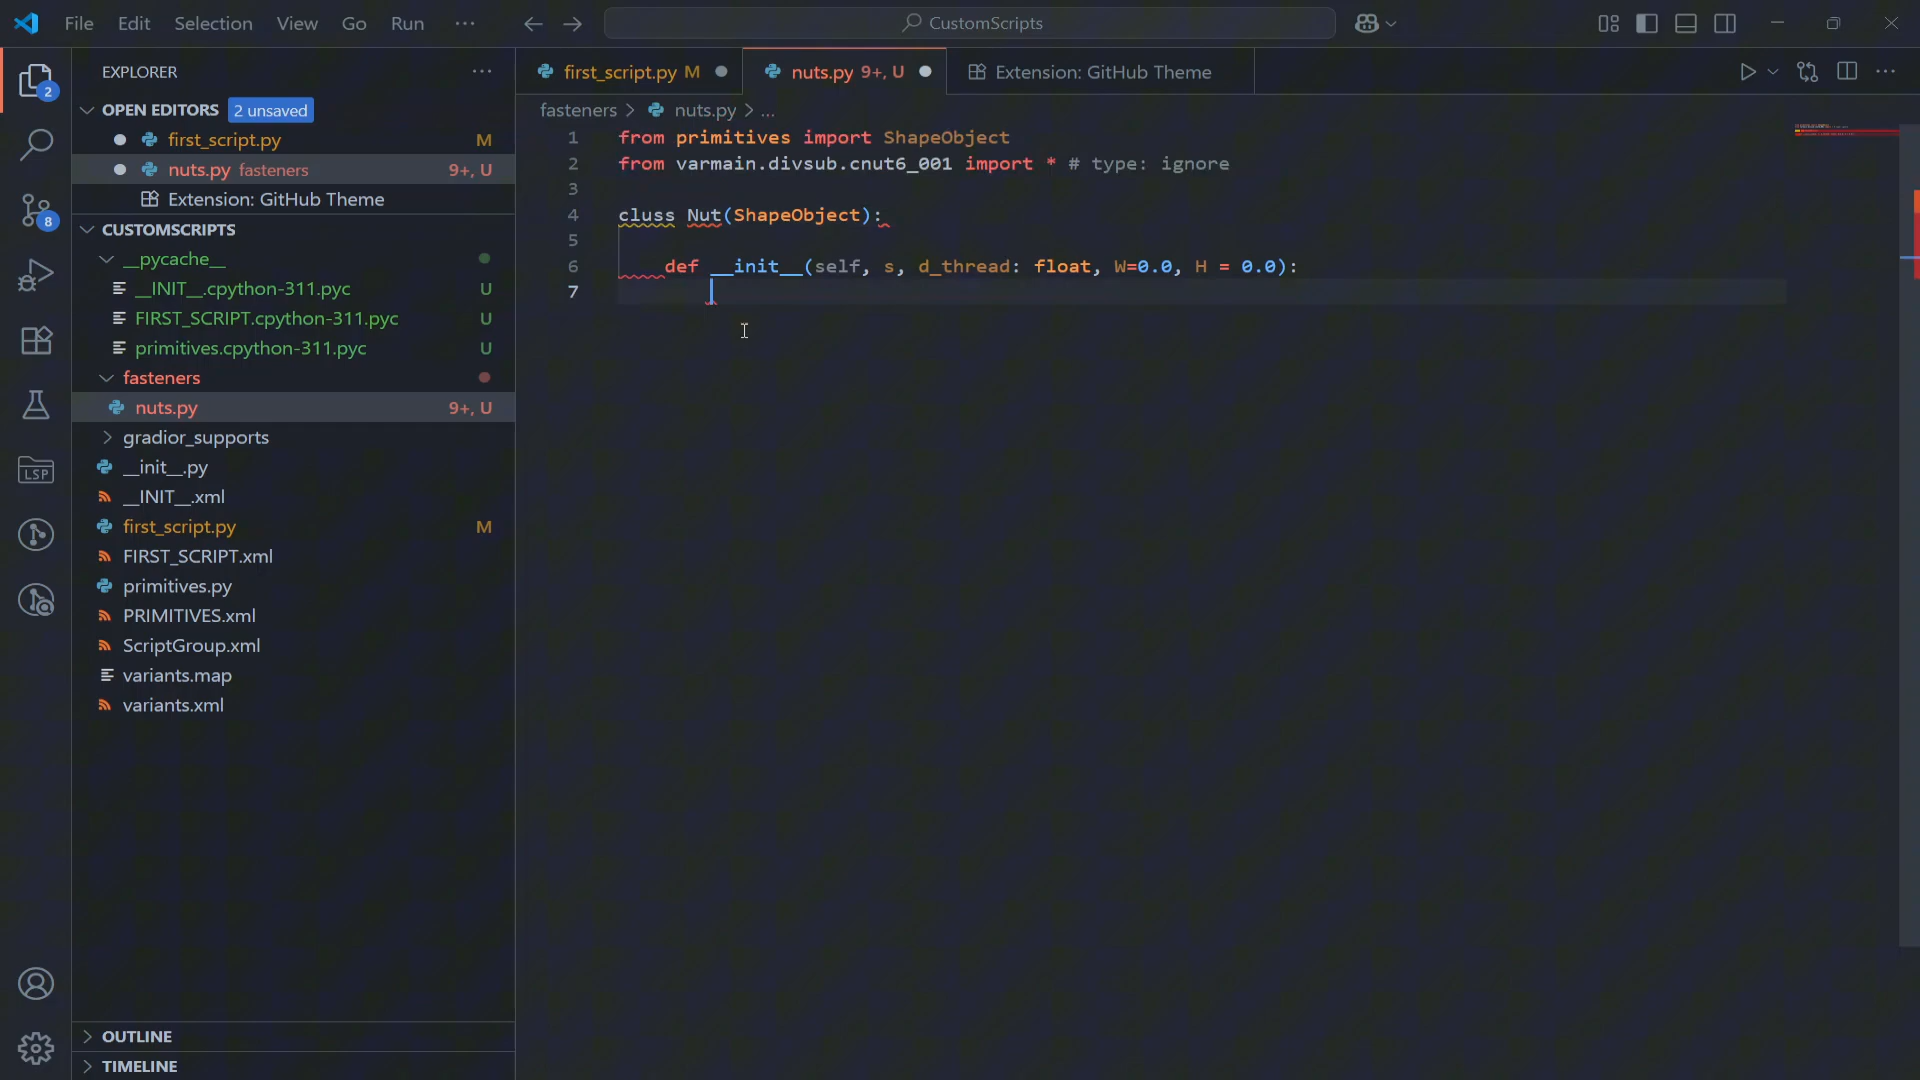 File Edit Selection View Go Run ··· CustomScripts
EXPLORER ···
OPEN EDITORS 2 unsaved
first_script.py M
nuts.py fasteners 9+, U
Extension: GitHub Theme
CUSTOMSCRIPTS
__pycache__
__INIT__.cpython-311.pyc U
FIRST_SCRIPT.cpython-311.pyc U
primitives.cpython-311.pyc U
fasteners
nuts.py 9+, U
gradior_supports
__init__.py
__INIT__.xml
first_script.py M
FIRST_SCRIPT.xml
primitives.py
PRIMITIVES.xml
ScriptGroup.xml
variants.map
variants.xml
OUTLINE
TIMELINE
2
8
LSP
first_script.py M nuts.py 9+, U Extension: GitHub Theme
fasteners > nuts.py > ...
1 from primitives import ShapeObject
2 from varmain.divsub.cnut6_001 import * # type: ignore
3
4 cluss Nut(ShapeObject):
5
6 def __init__(self, s, d_thread: float, W=0.0, H = 0.0):
7